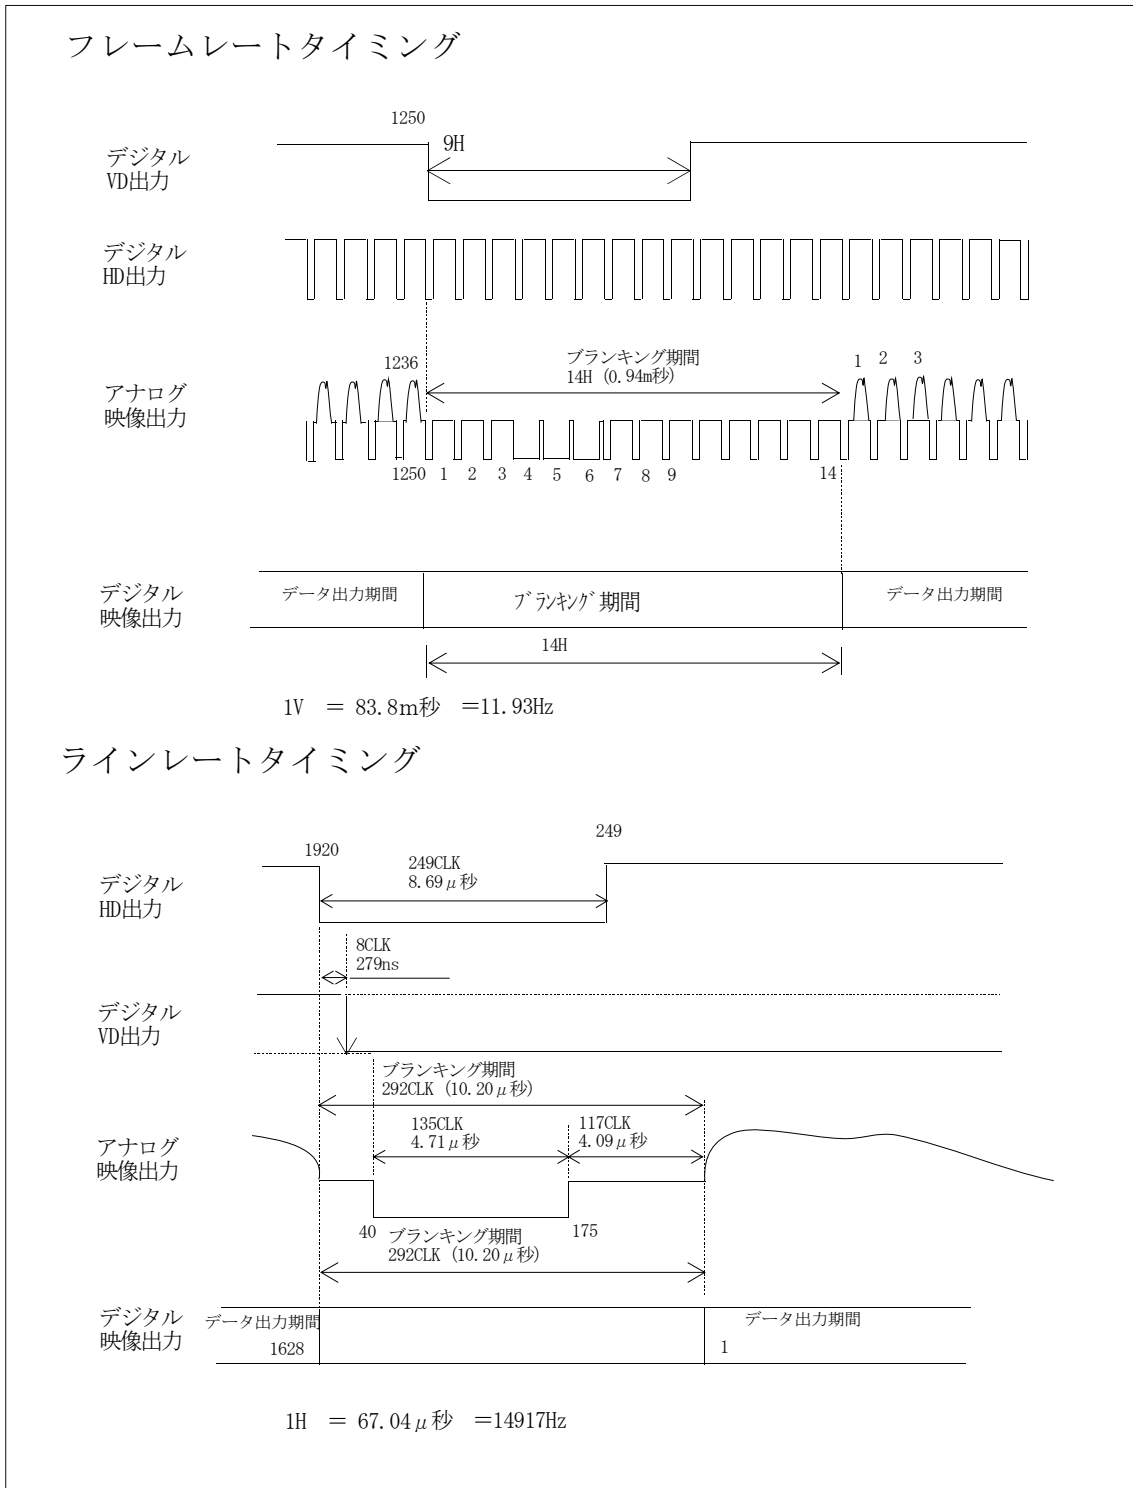 フレームレートタイミング
1250
9H
デジタル
VD出力
デジタル
HD出力
1236
ブランキング期間
14H (0.94m秒)
1 2 3
アナログ
映像出力
1250 1 2 3 4 5 6 7 8 9 14
デジタル
映像出力
データ出力期間
ブランキング期間
データ出力期間
14H
1V = 83.8m秒 =11.93Hz
ラインレートタイミング
1920
249
249CLK
8.69μ秒
デジタル
HD出力
8CLK
279ns
デジタル
VD出力
ブランキング期間
292CLK (10.20μ秒)
135CLK
4.71μ秒
117CLK
4.09μ秒
アナログ
映像出力
40
175
ブランキング期間
292CLK (10.20μ秒)
デジタル
映像出力
データ出力期間
1628
データ出力期間
1
1H = 67.04μ秒 =14917Hz